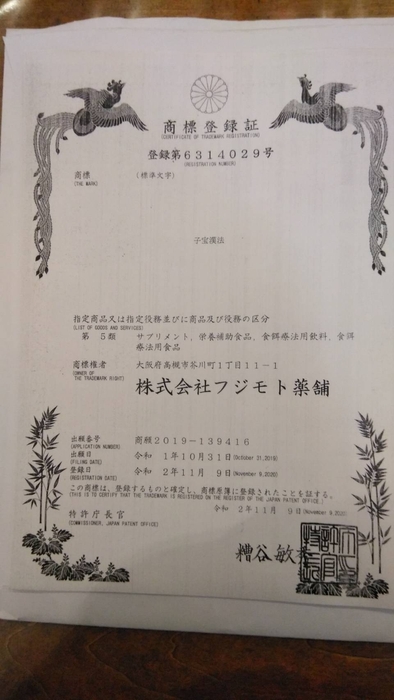 商標登録証
(CERTIFICATE OF TRADEMARK REGISTRATION)
登録第6314029号
(REGISTRATION NUMBER)
商標 (標準文字)
(THE MARK)
子宮漢法
指定商品又は指定役務並びに商品及び役務の区分
(LIST OF GOODS AND SERVICES)
第 5類 サプリメント,栄養補助食品,食餌療法用飲料,食餌
療法用食品
商標権者 大阪府高槻市芥川町1丁目11-1
(OWNER OF THE TRADEMARK RIGHT)
株式会社フジモト薬舗
出願番号 商願2019-139416
(APPLICATION NUMBER)
出願日 令和 1年10月31日(October 31,2019)
(FILING DATE)
登録日 令和 2年11月 9日(November 9,2020)
(REGISTRATION DATE)
この商標は、登録するものと確定し、商標原簿に登録されたことを証する。
(THIS IS TO CERTIFY THAT THE TRADEMARK IS REGISTERED ON THE REGISTER OF THE JAPAN PATENT OFFICE.)
令和 2年11月 9日(November 9,2020)
特許庁長官
(COMMISSIONER, JAPAN PATENT OFFICE)
糟谷敏秀